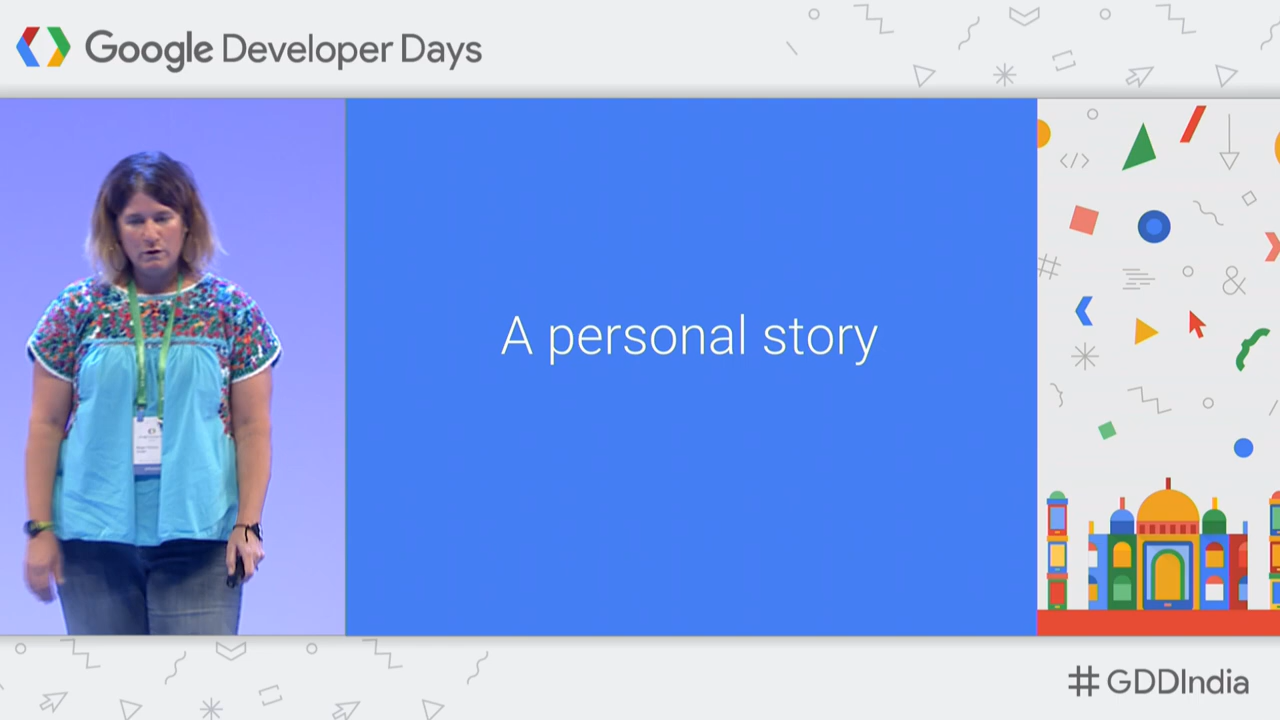 Google Developer Days
A personal story
</>
#
&
# GDDIndia